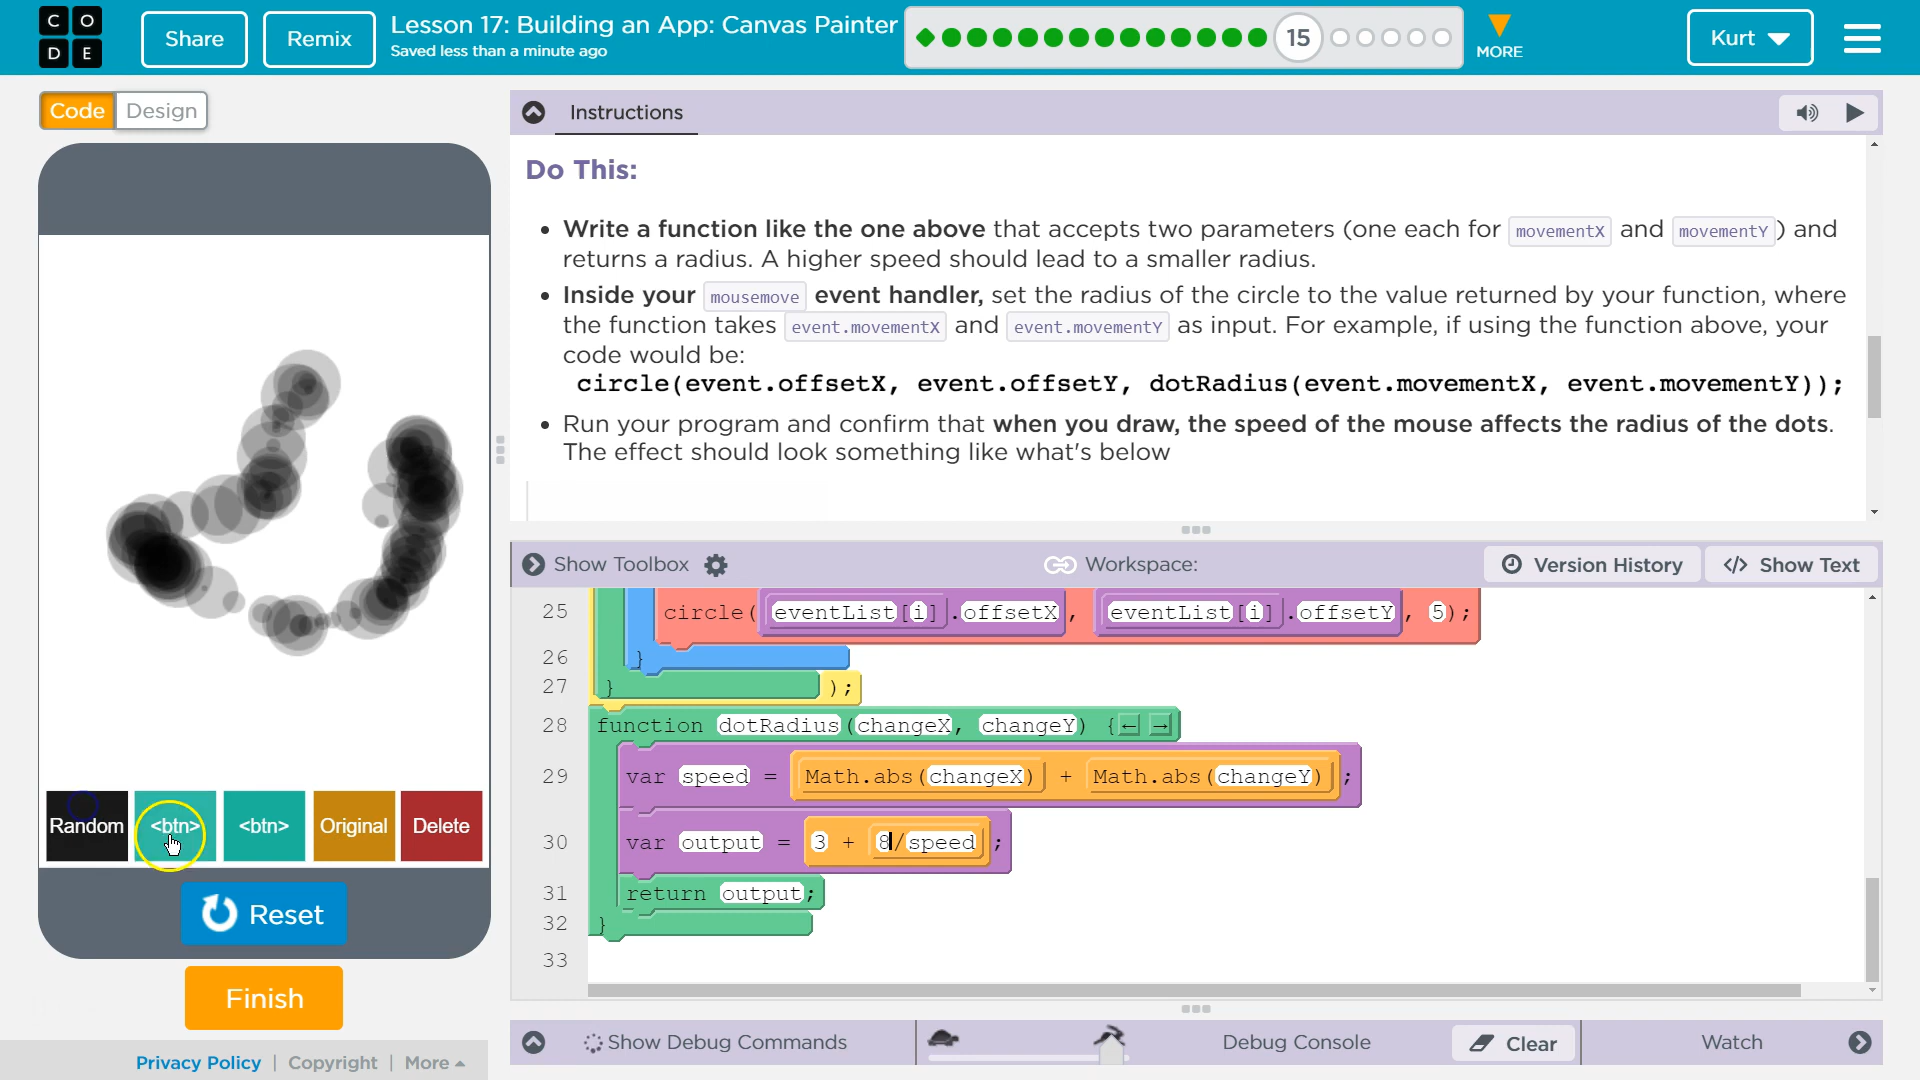 C O
D E
Share
Remix
Lesson 17: Building an App: Canvas Painter
Saved less than a minute ago
15
MORE
Kurt
Code
Design
Instructions
Do This:
Write a function like the one above that accepts two parameters (one each for movementX and movementY) and
returns a radius. A higher speed should lead to a smaller radius.
Inside your mousemove event handler, set the radius of the circle to the value returned by your function, where
the function takes event.movementX and event.movementY as input. For example, if using the function above, your
code would be:
circle(event.offsetX, event.offsetY, dotRadius(event.movementX, event.movementY));
Run your program and confirm that when you draw, the speed of the mouse affects the radius of the dots.
The effect should look something like what's below
Show Toolbox
Workspace:
Version History
</> Show Text
25 circle( eventList[i].offsetX, eventList[i].offsetY, 5);
26 }
27 } );
28 function dotRadius(changeX, changeY) { ← →
29 var speed = Math.abs(changeX) + Math.abs(changeY);
30 var output = 3 + 8/speed;
31 return output;
32 }
33
Random
<btn>
<btn>
Original
Delete
Reset
Finish
Show Debug Commands
Debug Console
Clear
Watch
Privacy Policy | Copyright | More